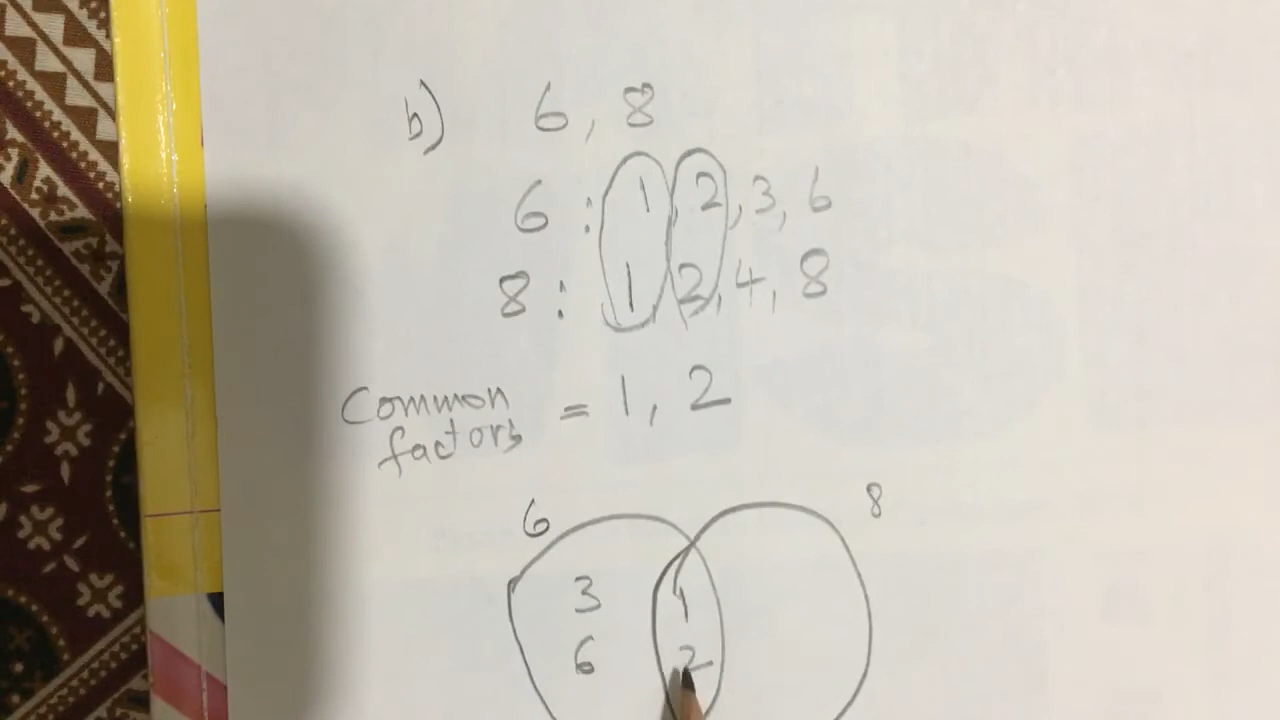 b) 6, 8
6 : 1, 2, 3, 6
8 : 1 2, 4, 8
Common factors = 1, 2
6 8
3 1
6 2